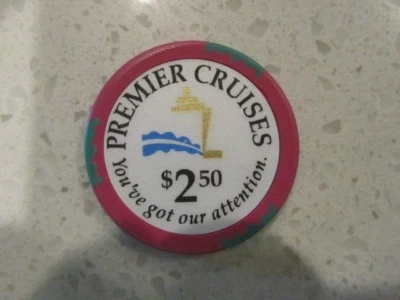 PREMIER CRUISES
$2.50
You've got our attention.